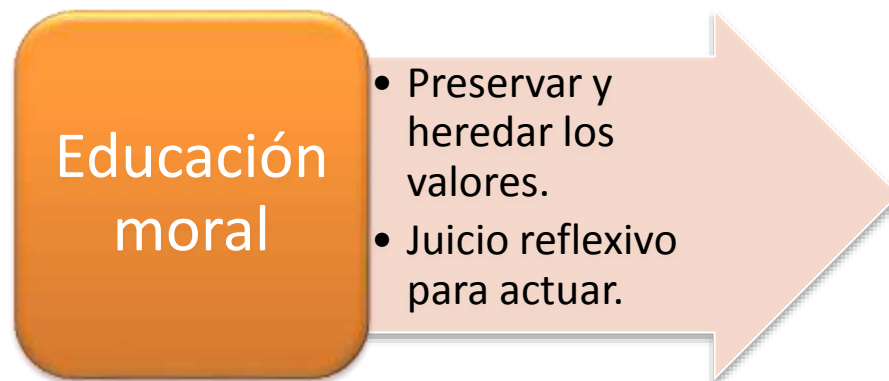 Educación
moral
• Preservar y
heredar los
valores.
• Juicio reflexivo
para actuar.